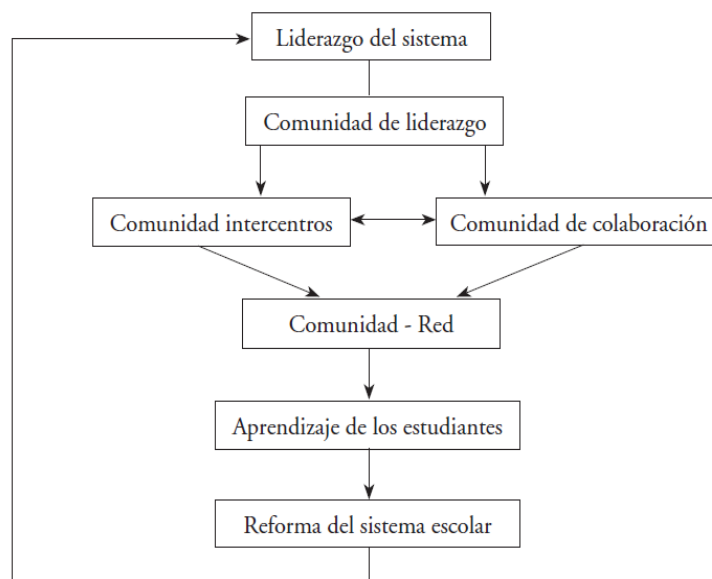 Liderazgo del sistema
Comunidad de liderazgo
Comunidad intercentros
Comunidad de colaboración
Comunidad - Red
Aprendizaje de los estudiantes
Reforma del sistema escolar